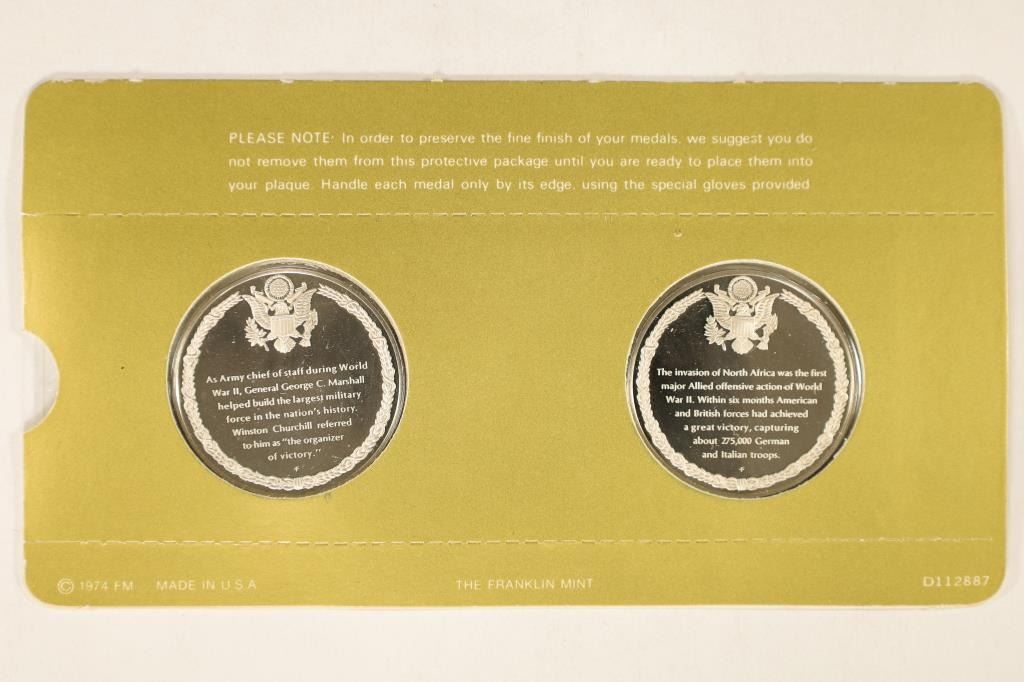 PLEASE NOTE: In order to preserve the fine finish of your medals, we suggest you do
not remove them from this protective package until you are ready to place them into
your plaque. Handle each medal only by its edge, using the special gloves provided.
As Army chief of staff during World
War II, General George C. Marshall
helped build the largest military
force in the nation's history.
Winston Churchill referred
to him as "the organizer
of victory."
The invasion of North Africa was the first
major Allied offensive action of World
War II. Within six months American
and British forces had achieved
a great victory, capturing
about 275,000 German
and Italian troops.
© 1974 FM MADE IN U.S.A
THE FRANKLIN MINT
D112887